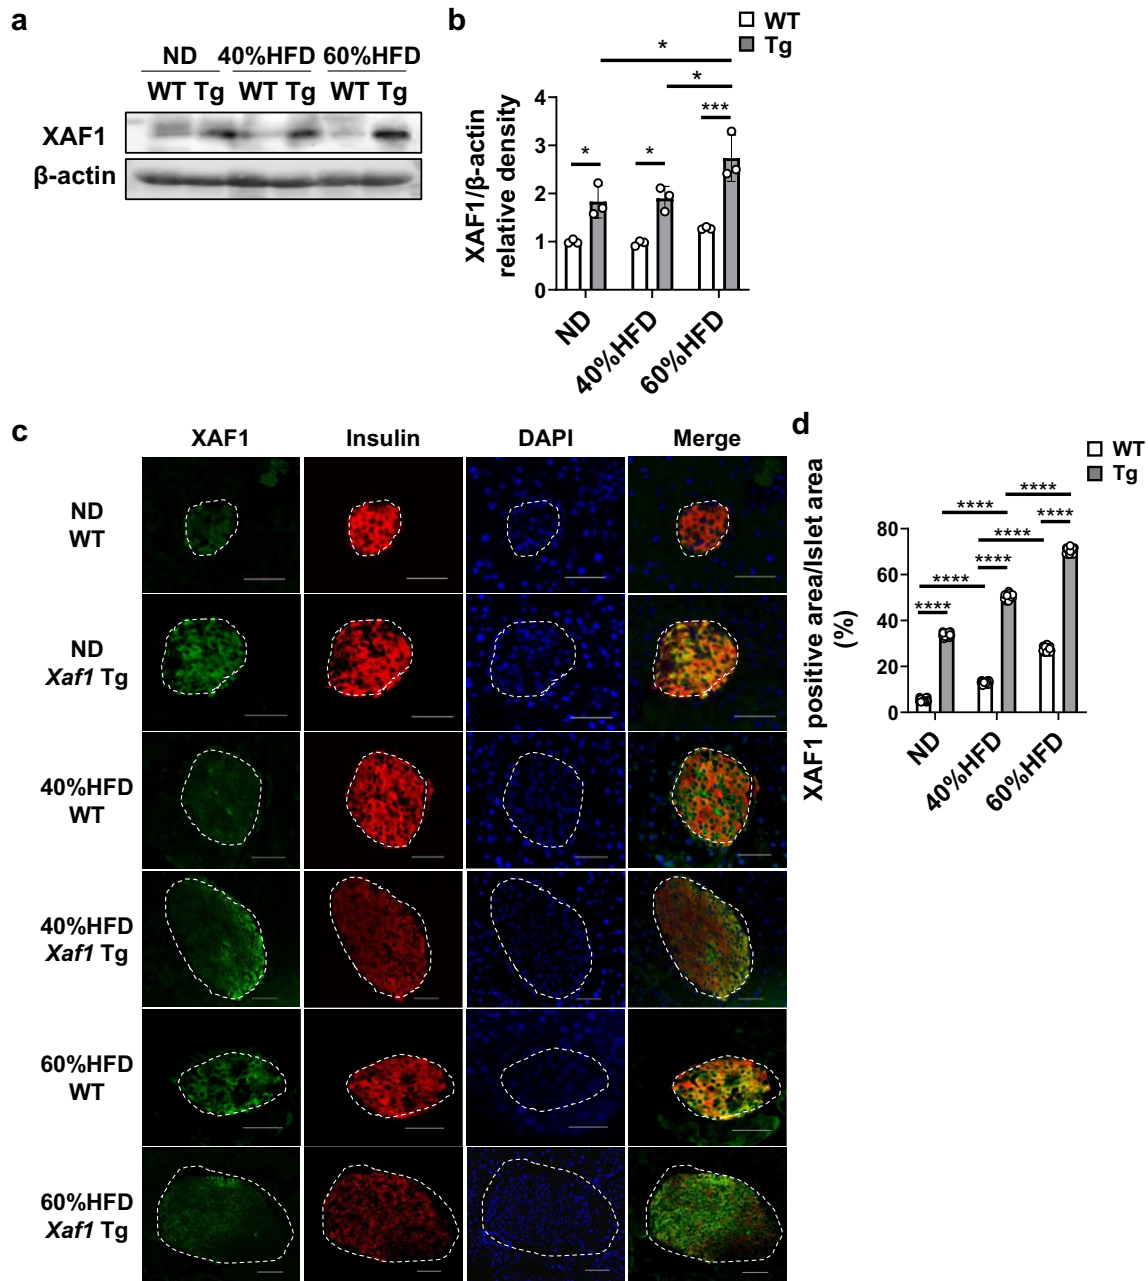 a
ND 40%HFD 60%HFD
WT Tg WT Tg WT Tg
XAF1
β-actin
b
WT
Tg
*
*
***
*
*
XAF1/β-actin
relative density
4
3
2
1
0
ND
40%HFD
60%HFD
c
XAF1 Insulin DAPI Merge
ND
WT
ND
Xaf1 Tg
40%HFD
WT
40%HFD
Xaf1 Tg
60%HFD
WT
60%HFD
Xaf1 Tg
d
WT
Tg
****
****
****
****
****
****
****
XAF1 positive area/Islet area
(%)
80
60
40
20
0
ND
40%HFD
60%HFD